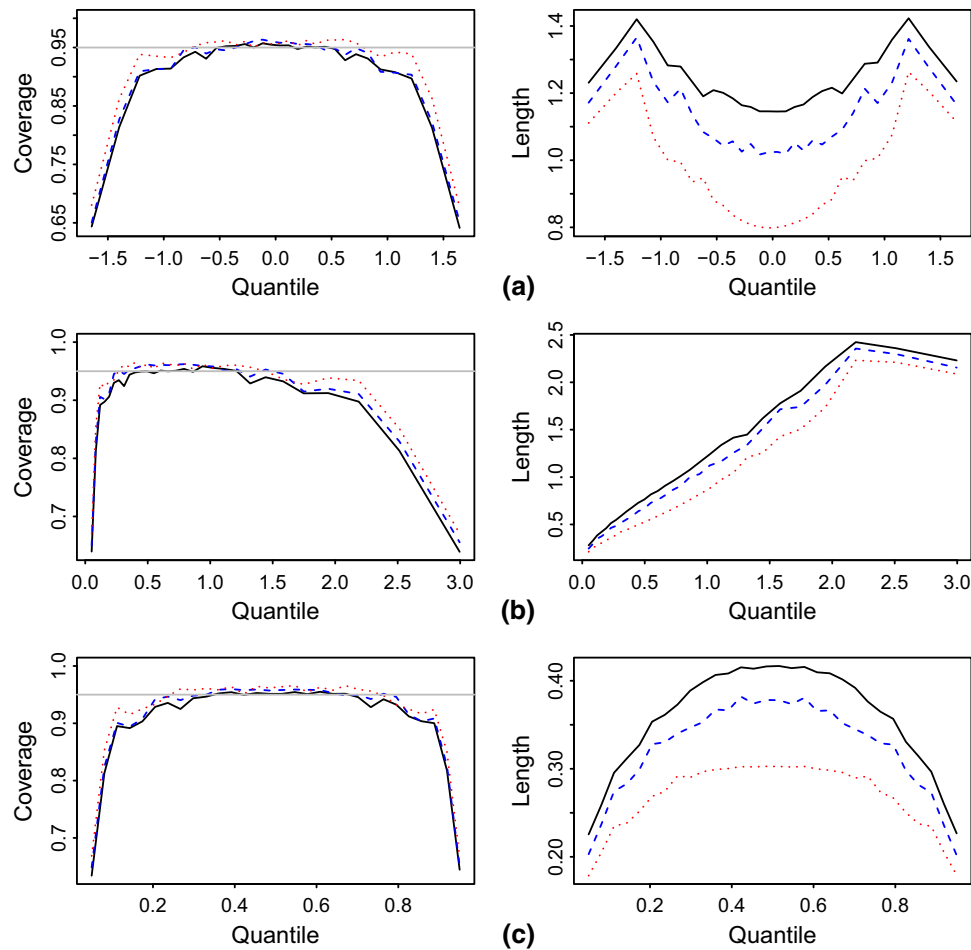 Coverage
0.95
0.85
0.75
0.65
−1.5 −1.0 −0.5 0.0 0.5 1.0 1.5
Quantile
Length
1.4
1.2
1.0
0.8
−1.5 −1.0 −0.5 0.0 0.5 1.0 1.5
Quantile
(a)
Coverage
1.0
0.9
0.8
0.7
0.0 0.5 1.0 1.5 2.0 2.5 3.0
Quantile
Length
2.5
2.0
1.5
1.0
0.5
0.0 0.5 1.0 1.5 2.0 2.5 3.0
Quantile
(b)
Coverage
1.0
0.9
0.7
0.2 0.4 0.6 0.8
Quantile
Length
0.40
0.30
0.20
0.2 0.4 0.6 0.8
Quantile
(c)